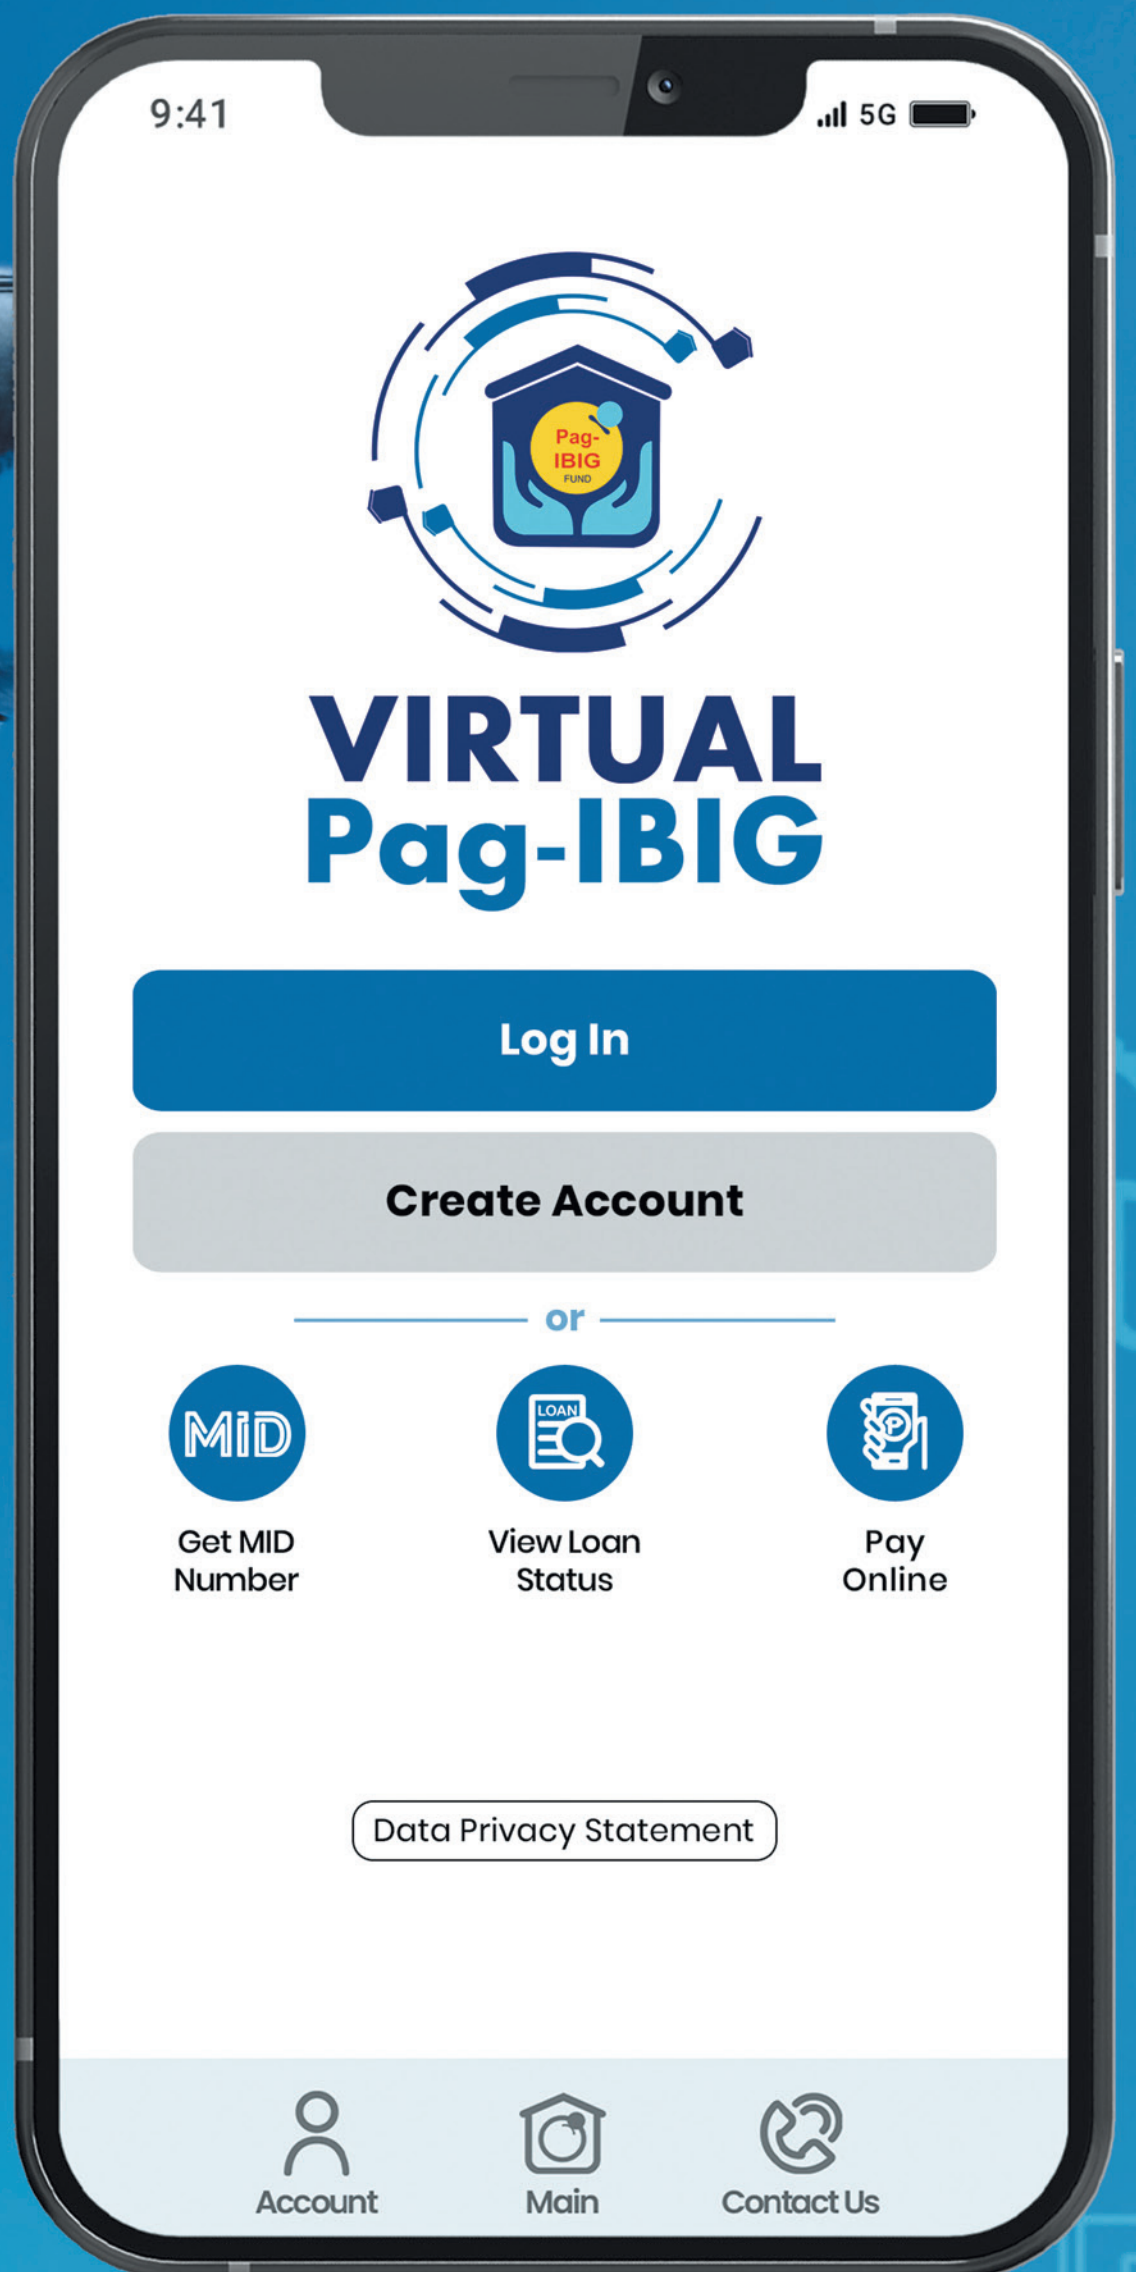 9:41
5G
Pag-
IBIG
FUND
VIRTUAL
Pag-IBIG
Log In
Create Account
or
MID
LOAN
P
Get MID
Number
View Loan
Status
Pay
Online
Data Privacy Statement
Account
Main
Contact Us